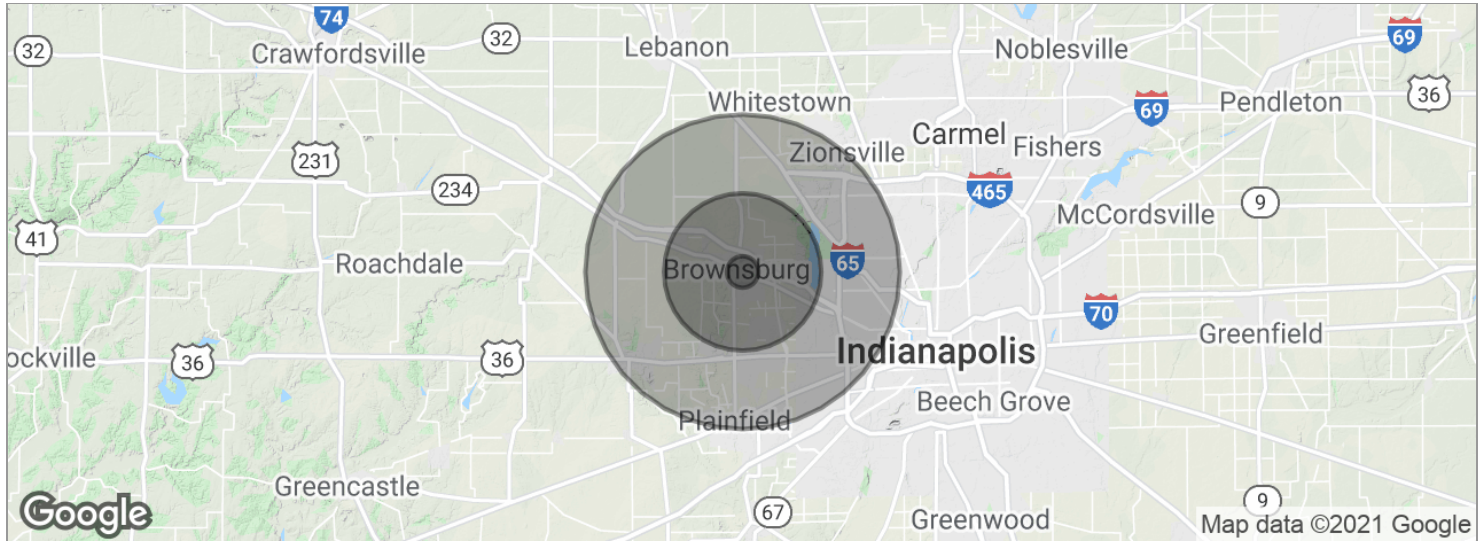 74
32
Crawfordsville
32
Lebanon
Noblesville
69
36
Whitestown
69
Pendleton
Carmel
Fishers
Zionsville
231
234
465
9
McCordsville
41
Roachdale
Brownsburg
65
70
Greenfield
ockville
36
36
Indianapolis
Beech Grove
Plainfield
Greencastle
67
Greenwood
9
Google
Map data ©2021 Google